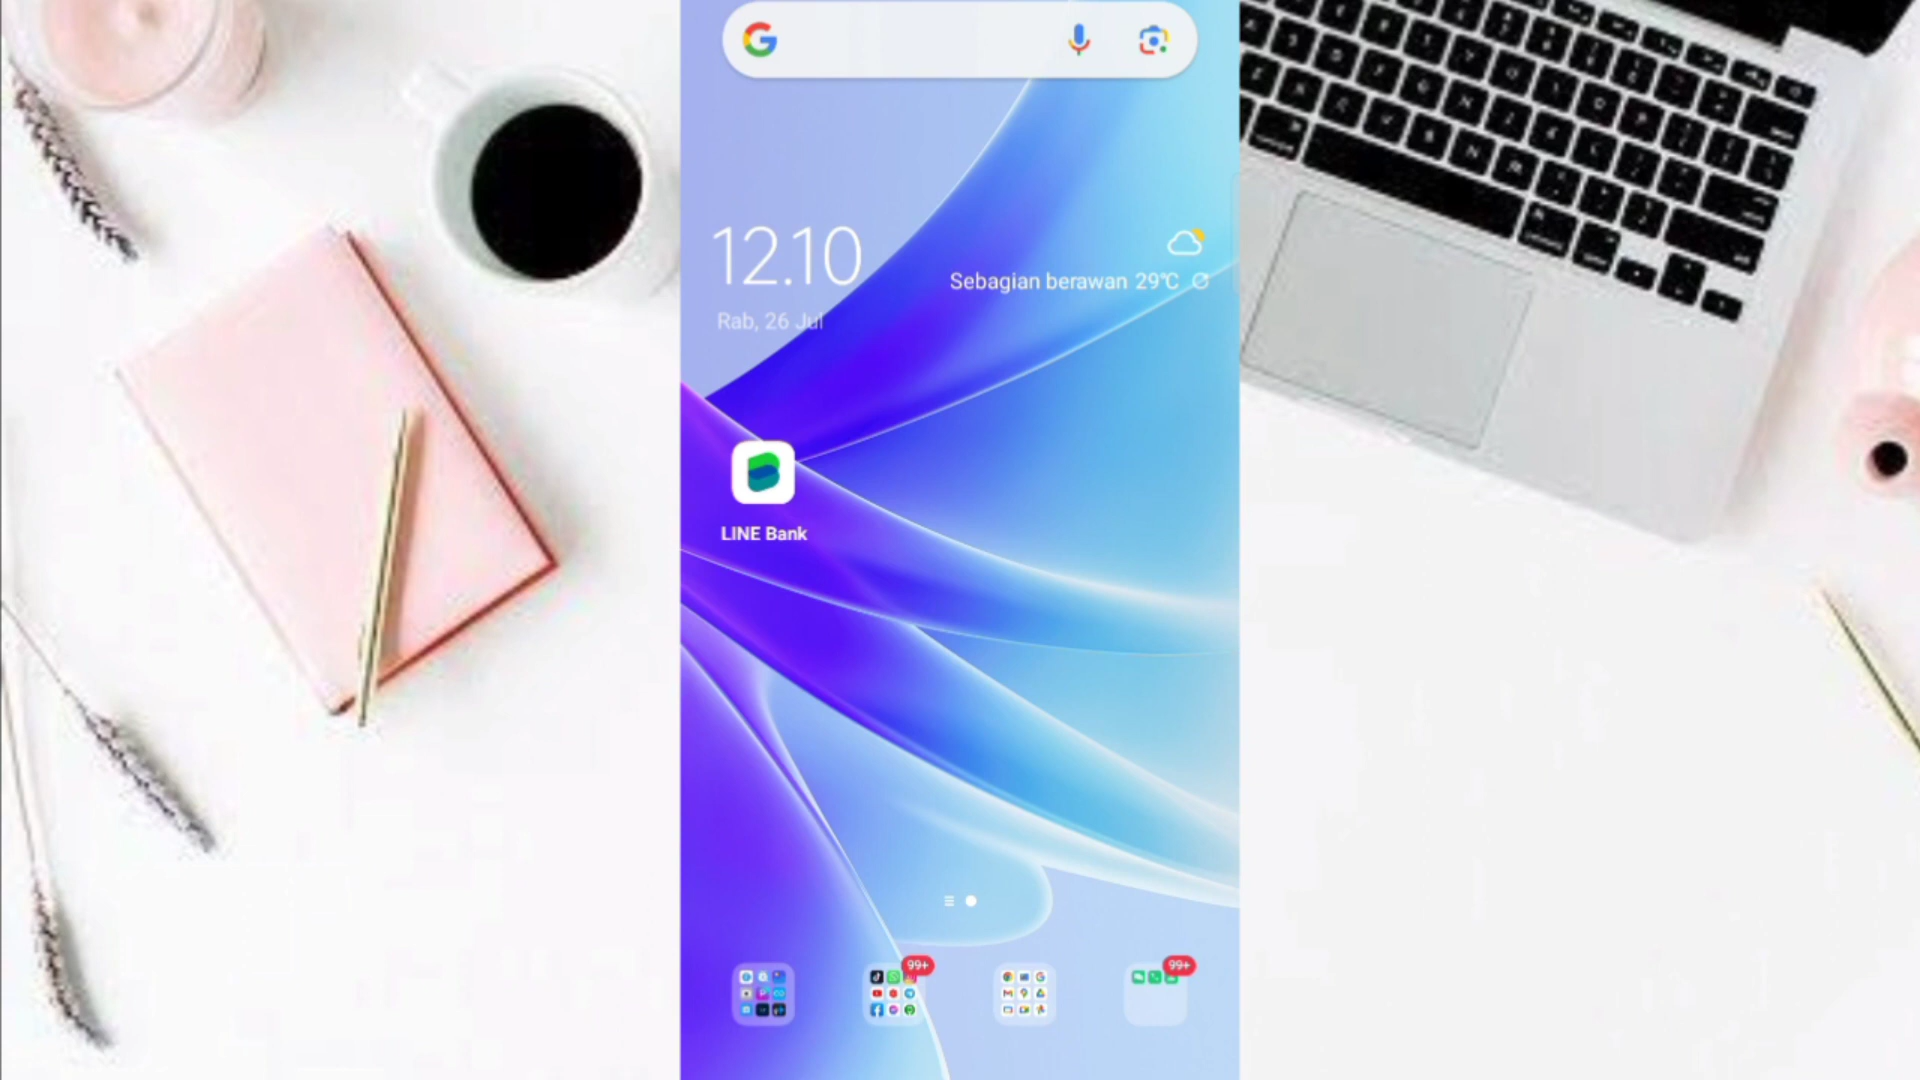 12.10
Sebagian berawan 29°C
Rab, 26 Jul
LINE Bank
99+
99+